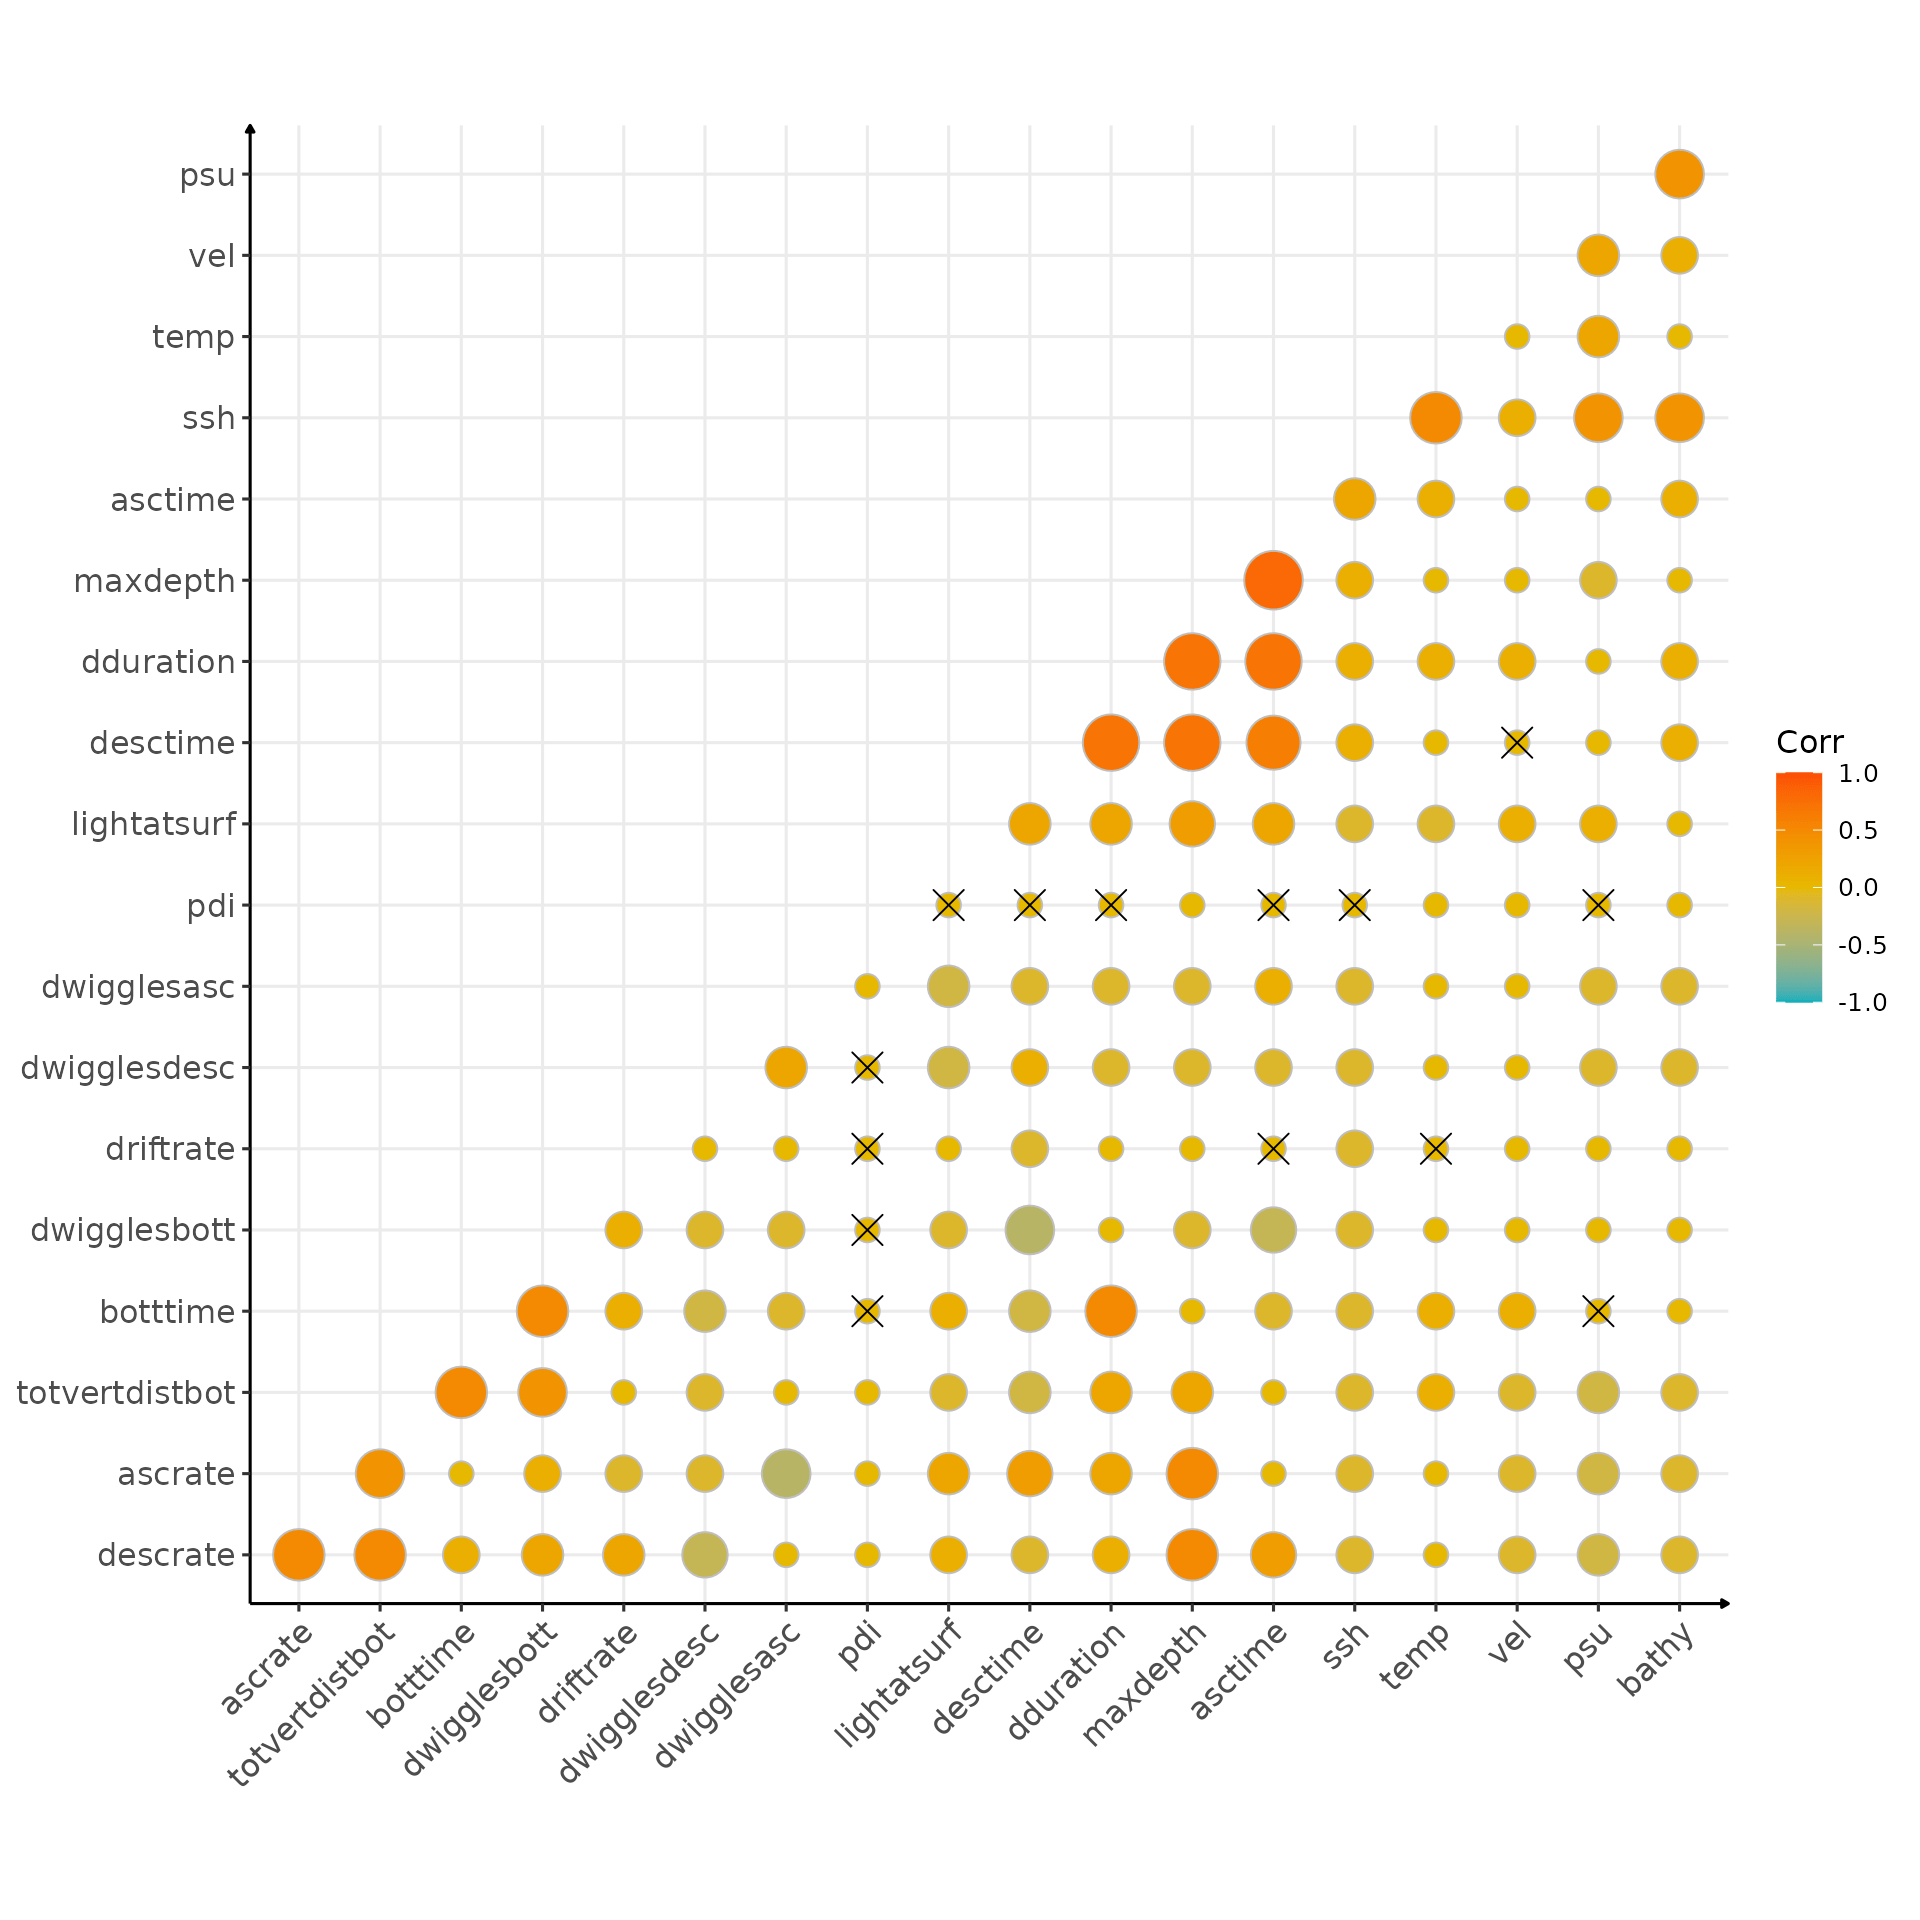 psu
vel
temp
ssh
asctime
maxdepth
dduration
desctime
lightatsurf
pdi
dwigglesasc
dwigglesdesc
driftrate
dwigglesbott
botttime
totvertdistbot
ascrate
descrate
ascrate
totvertdistbot
botttime
dwigglesbott
driftrate
dwigglesdesc
dwigglesasc
pdi
lightatsurf
desctime
dduration
maxdepth
asctime
ssh
temp
vel
psu
bathy
Corr
1.0
0.5
0.0
-0.5
-1.0